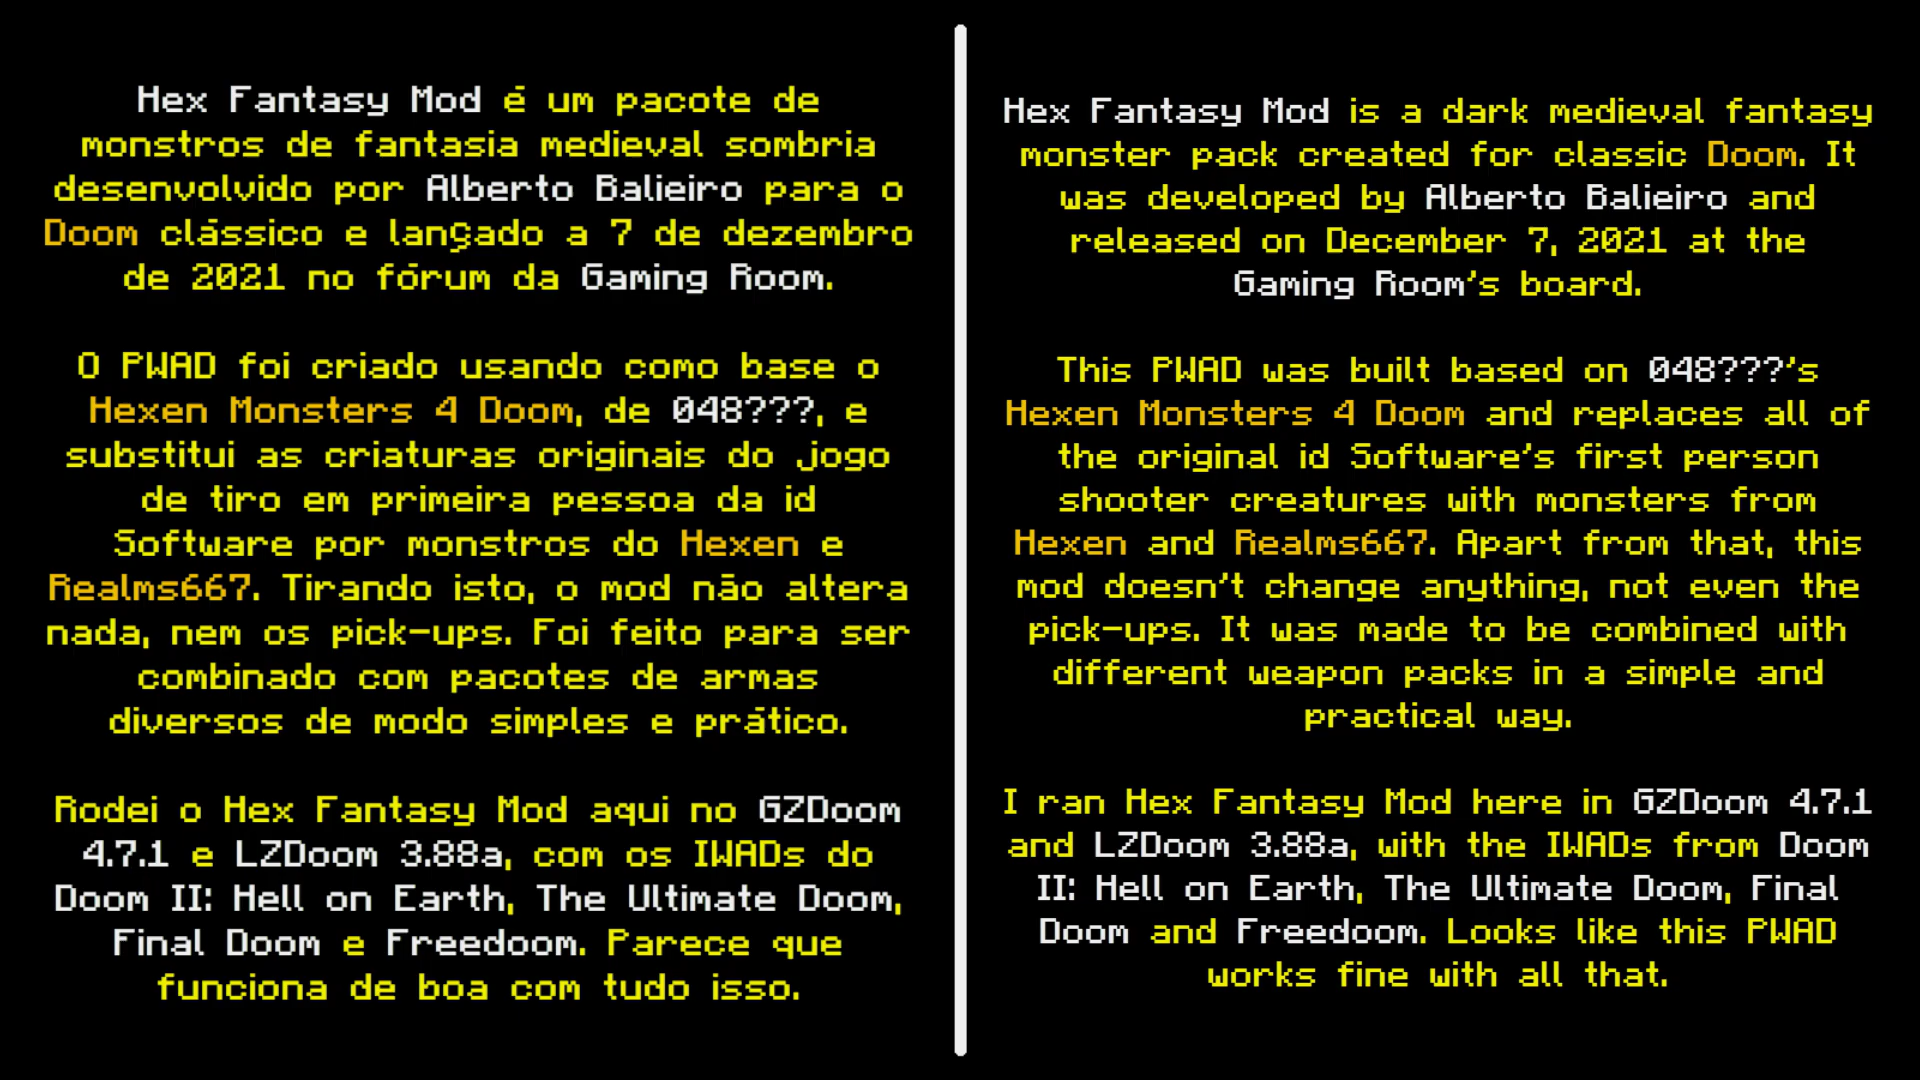 Hex Fantasy Mod é um pacote de
monstros de fantasia medieval sombria
desenvolvido por Alberto Balieiro para o
Doom clássico e lançado a 7 de dezembro
de 2021 no fórum da Gaming Room.
O PWAD foi criado usando como base o
Hexen Monsters 4 Doom, de 048???, e
substitui as criaturas originais do jogo
de tiro em primeira pessoa da id
Software por monstros do Hexen e
Realms667. Tirando isto, o mod não altera
nada, nem os pick-ups. Foi feito para ser
combinado com pacotes de armas
diversos de modo simples e prático.
Rodei o Hex Fantasy Mod aqui no GZDoom
4.7.1 e LZDoom 3.88a, com os IWADs do
Doom II: Hell on Earth, The Ultimate Doom,
Final Doom e Freedoom. Parece que
funciona de boa com tudo isso.
Hex Fantasy Mod is a dark medieval fantasy
monster pack created for classic Doom. It
was developed by Alberto Balieiro and
released on December 7, 2021 at the
Gaming Room's board.
This PWAD was built based on 048???'s
Hexen Monsters 4 Doom and replaces all of
the original id Software's first person
shooter creatures with monsters from
Hexen and Realms667. Apart from that, this
mod doesn't change anything, not even the
pick-ups. It was made to be combined with
different weapon packs in a simple and
practical way.
I ran Hex Fantasy Mod here in GZDoom 4.7.1
and LZDoom 3.88a, with the IWADs from Doom
II: Hell on Earth, The Ultimate Doom, Final
Doom and Freedoom. Looks like this PWAD
works fine with all that.